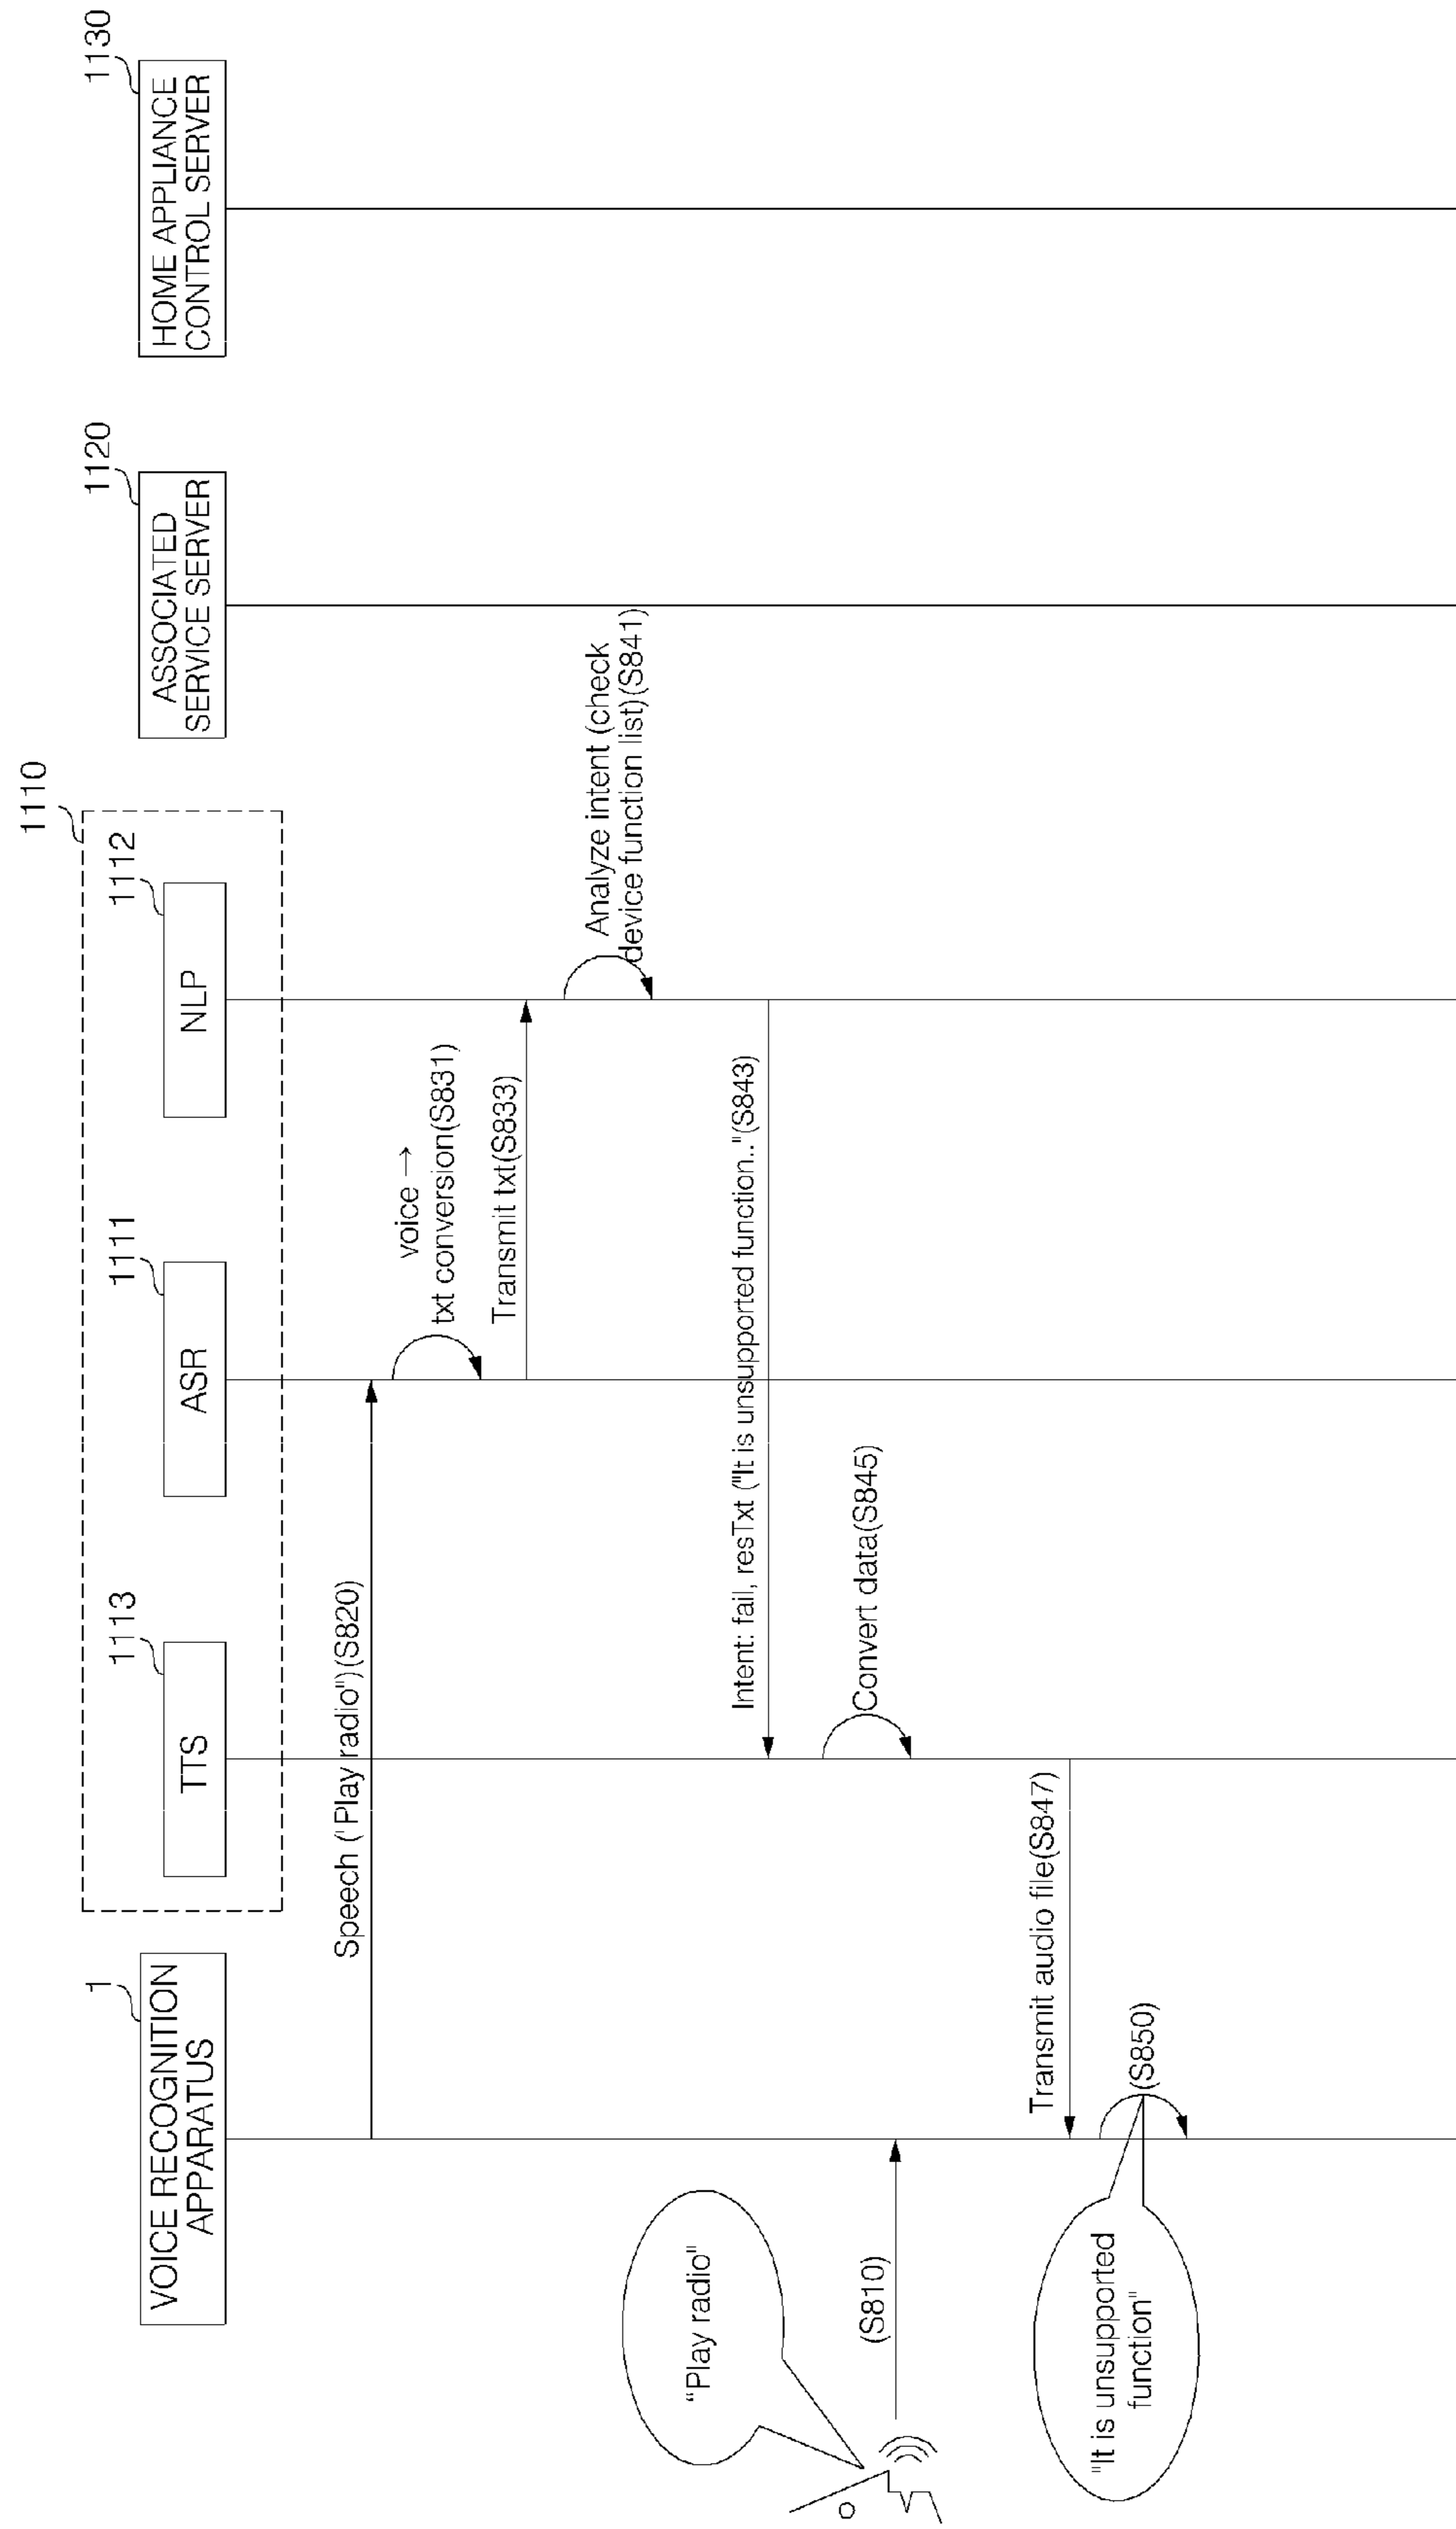 1110
1
1113
1111
1112
1120
1130
VOICE RECOGNITION
APPARATUS
TTS
ASR
NLP
ASSOCIATED
SERVICE SERVER
HOME APPLIANCE
CONTROL SERVER
Speech ('Play radio")(S820)
voice →
txt conversion(S831)
Transmit txt(S833)
Analyze intent (check
device function list)(S841)
"Play radio"
Intent: fail, resTxt ("It is unsupported function.."(S843)
(S810)
Convert data(S845)
Transmit audio file(S847)
"It is unsupported
function"
(S850)